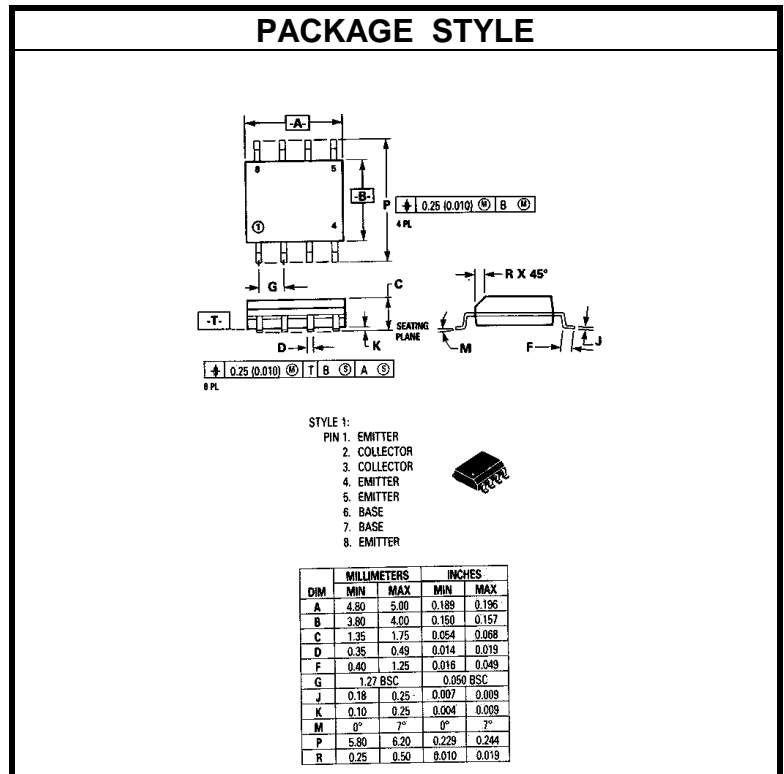 PACKAGE STYLE
-A-
8 5
-B-
P
⌖ 0.25 (0.010) Ⓜ B Ⓜ
4 PL
① 4
G
C
R X 45°
-T-
SEATING
PLANE
D
K
M
F
J
⌖ 0.25 (0.010) Ⓜ T B Ⓢ A Ⓢ
8 PL
STYLE 1:
PIN 1. EMITTER
2. COLLECTOR
3. COLLECTOR
4. EMITTER
5. EMITTER
6. BASE
7. BASE
8. EMITTER
MILLIMETERS INCHES
DIM MIN MAX MIN MAX
A 4.80 5.00 0.189 0.196
B 3.80 4.00 0.150 0.157
C 1.35 1.75 0.054 0.068
D 0.35 0.49 0.014 0.019
F 0.40 1.25 0.016 0.049
G 1.27 BSC 0.050 BSC
J 0.18 0.25 0.007 0.009
K 0.10 0.25 0.004 0.009
M 0° 7° 0° 7°
P 5.80 6.20 0.229 0.244
R 0.25 0.50 0.010 0.019